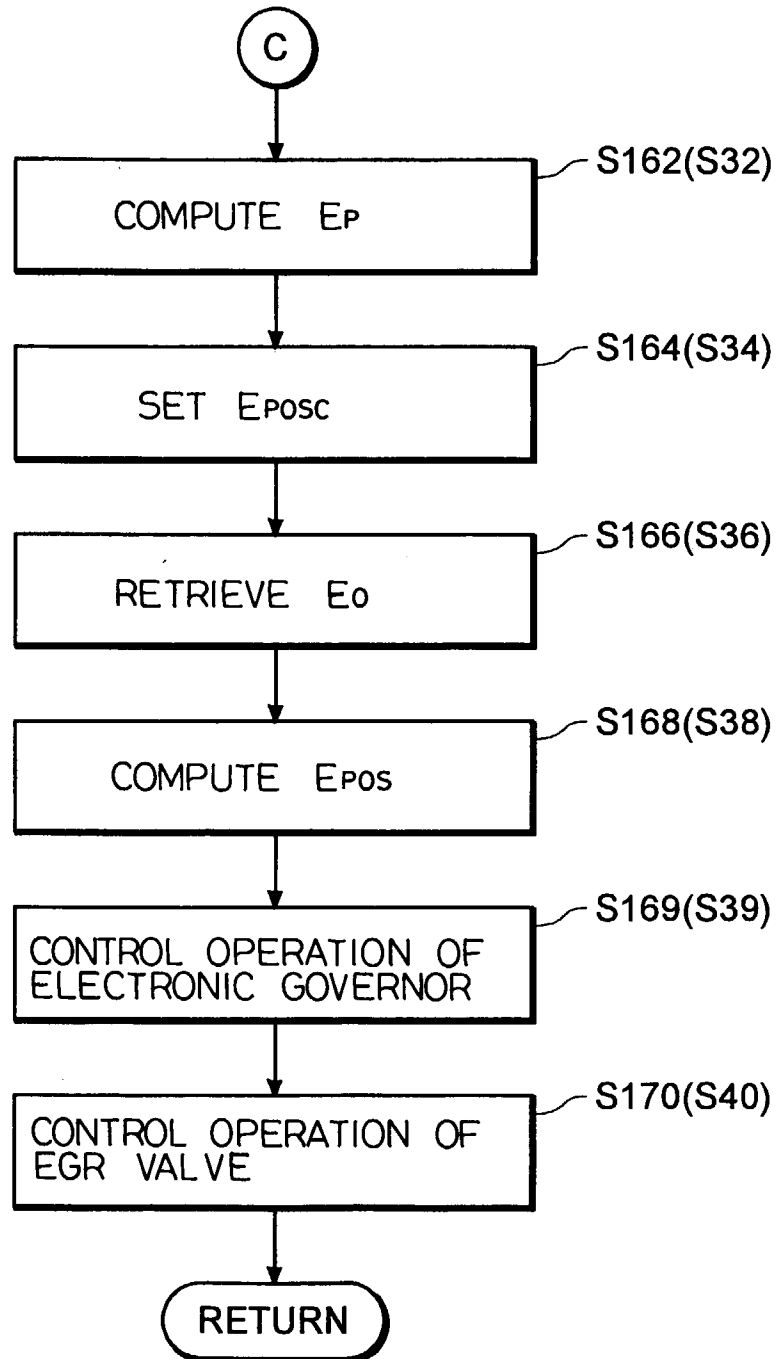 C
S162(S32)
COMPUTE EP
S164(S34)
SET EPOSC
S166(S36)
RETRIEVE EO
S168(S38)
COMPUTE EPOS
S169(S39)
CONTROL OPERATION OF
ELECTRONIC GOVERNOR
S170(S40)
CONTROL OPERATION OF
EGR VALVE
RETURN